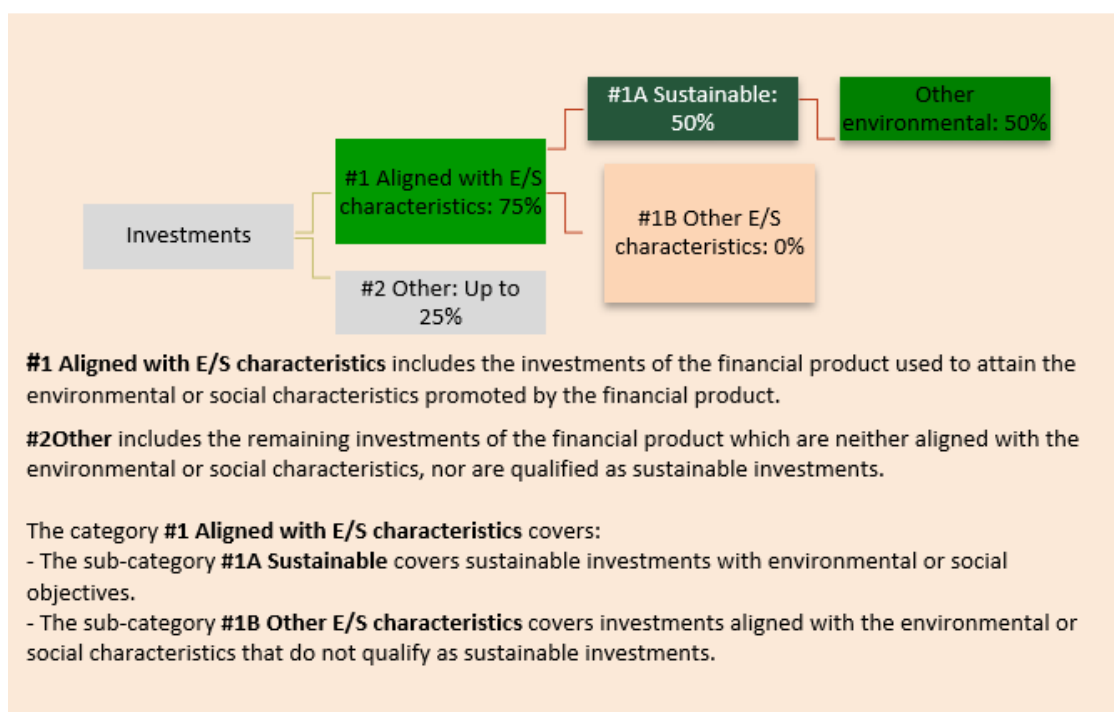 #1A Sustainable:
50%
Other
environmental: 50%
#1 Aligned with E/S
characteristics: 75%
#1B Other E/S
characteristics: 0%
Investments
#2 Other: Up to
25%
#1 Aligned with E/S characteristics includes the investments of the financial product used to attain the
environmental or social characteristics promoted by the financial product.
#2Other includes the remaining investments of the financial product which are neither aligned with the
environmental or social characteristics, nor are qualified as sustainable investments.
The category #1 Aligned with E/S characteristics covers:
- The sub-category #1A Sustainable covers sustainable investments with environmental or social
objectives.
- The sub-category #1B Other E/S characteristics covers investments aligned with the environmental or
social characteristics that do not qualify as sustainable investments.